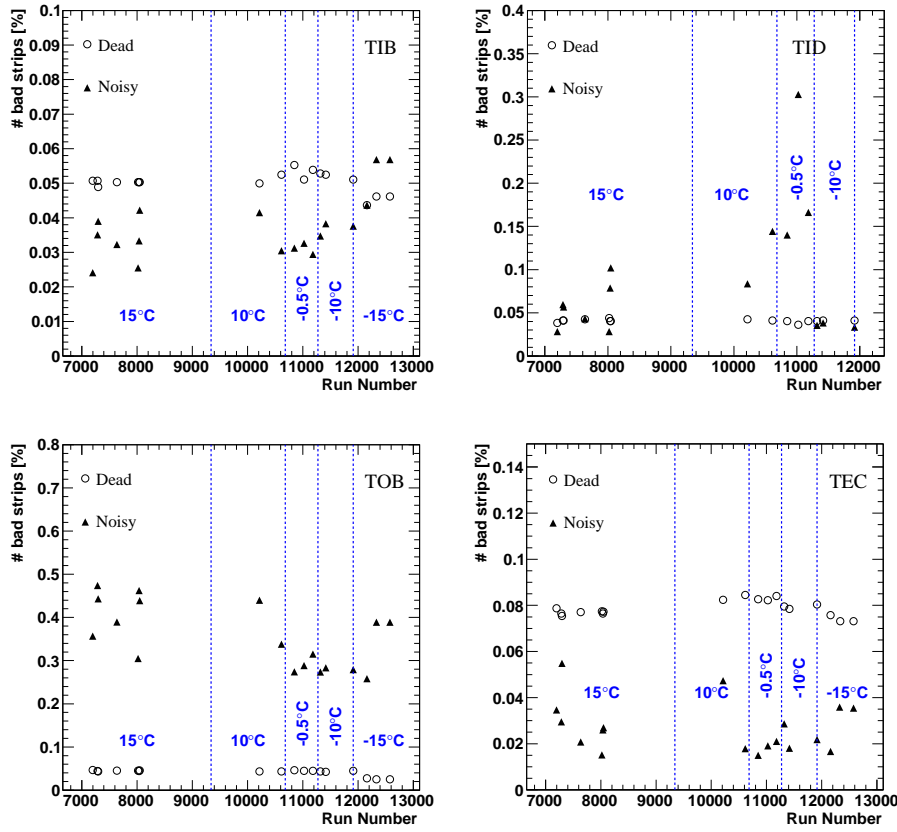 # bad strips [%]
0.1
0.09
0.08
0.07
0.06
0.05
0.04
0.03
0.02
0.01
0
Dead
Noisy
TIB
15°C
10°C
-0.5°C
-10°C
-15°C
7000 8000 9000 10000 11000 12000 13000
Run Number
# bad strips [%]
0.4
0.35
0.3
0.25
0.2
0.15
0.1
0.05
0
Dead
Noisy
TID
15°C
10°C
-0.5°C
-10°C
7000 8000 9000 10000 11000 12000
Run Number
# bad strips [%]
0.8
0.7
0.6
0.5
0.4
0.3
0.2
0.1
0
Dead
Noisy
TOB
15°C
10°C
-0.5°C
-10°C
-15°C
7000 8000 9000 10000 11000 12000 13000
Run Number
# bad strips [%]
0.14
0.12
0.1
0.08
0.06
0.04
0.02
0
Dead
Noisy
TEC
15°C
10°C
-0.5°C
-10°C
-15°C
7000 8000 9000 10000 11000 12000 13000
Run Number